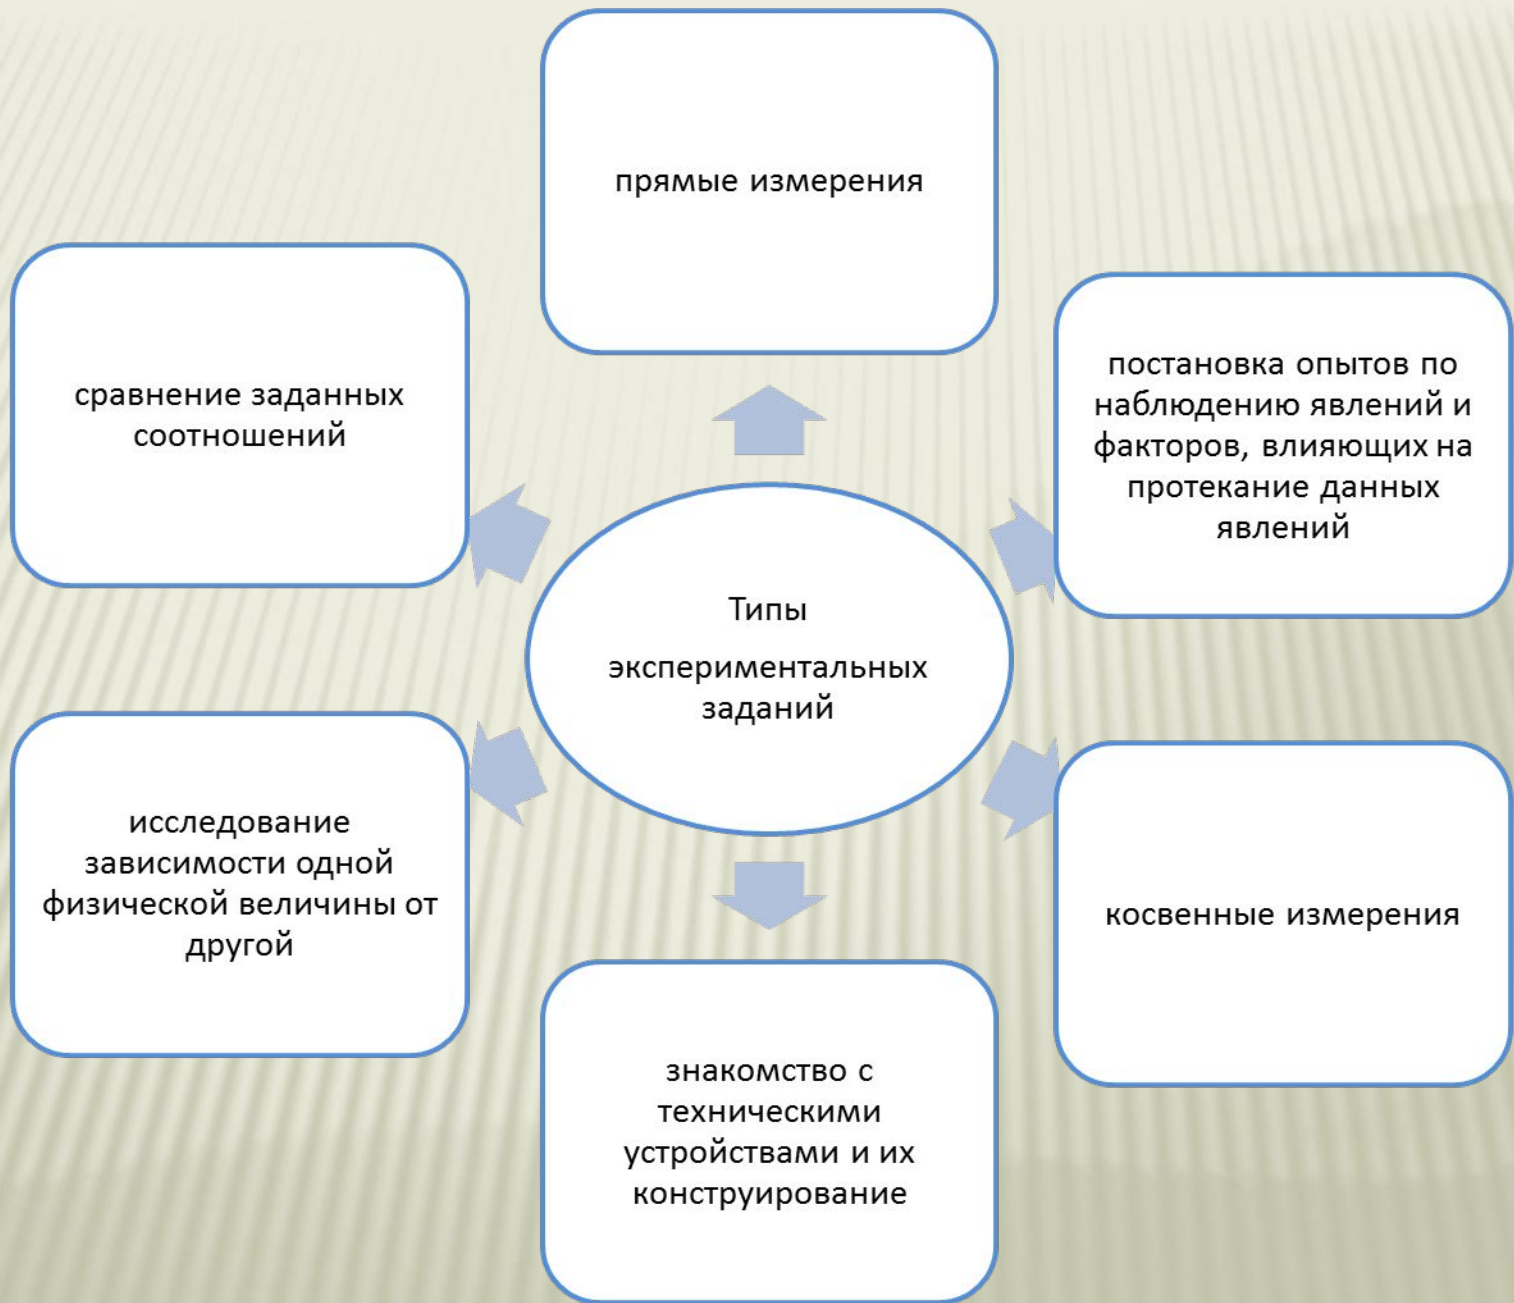 прямые измерения
сравнение заданных
соотношений
постановка опытов по
наблюдению явлений и
факторов, влияющих на
протекание данных
явлений
Типы
экспериментальных
заданий
исследование
зависимости одной
физической величины от
другой
косвенные измерения
знакомство с
техническими
устройствами и их
конструирование